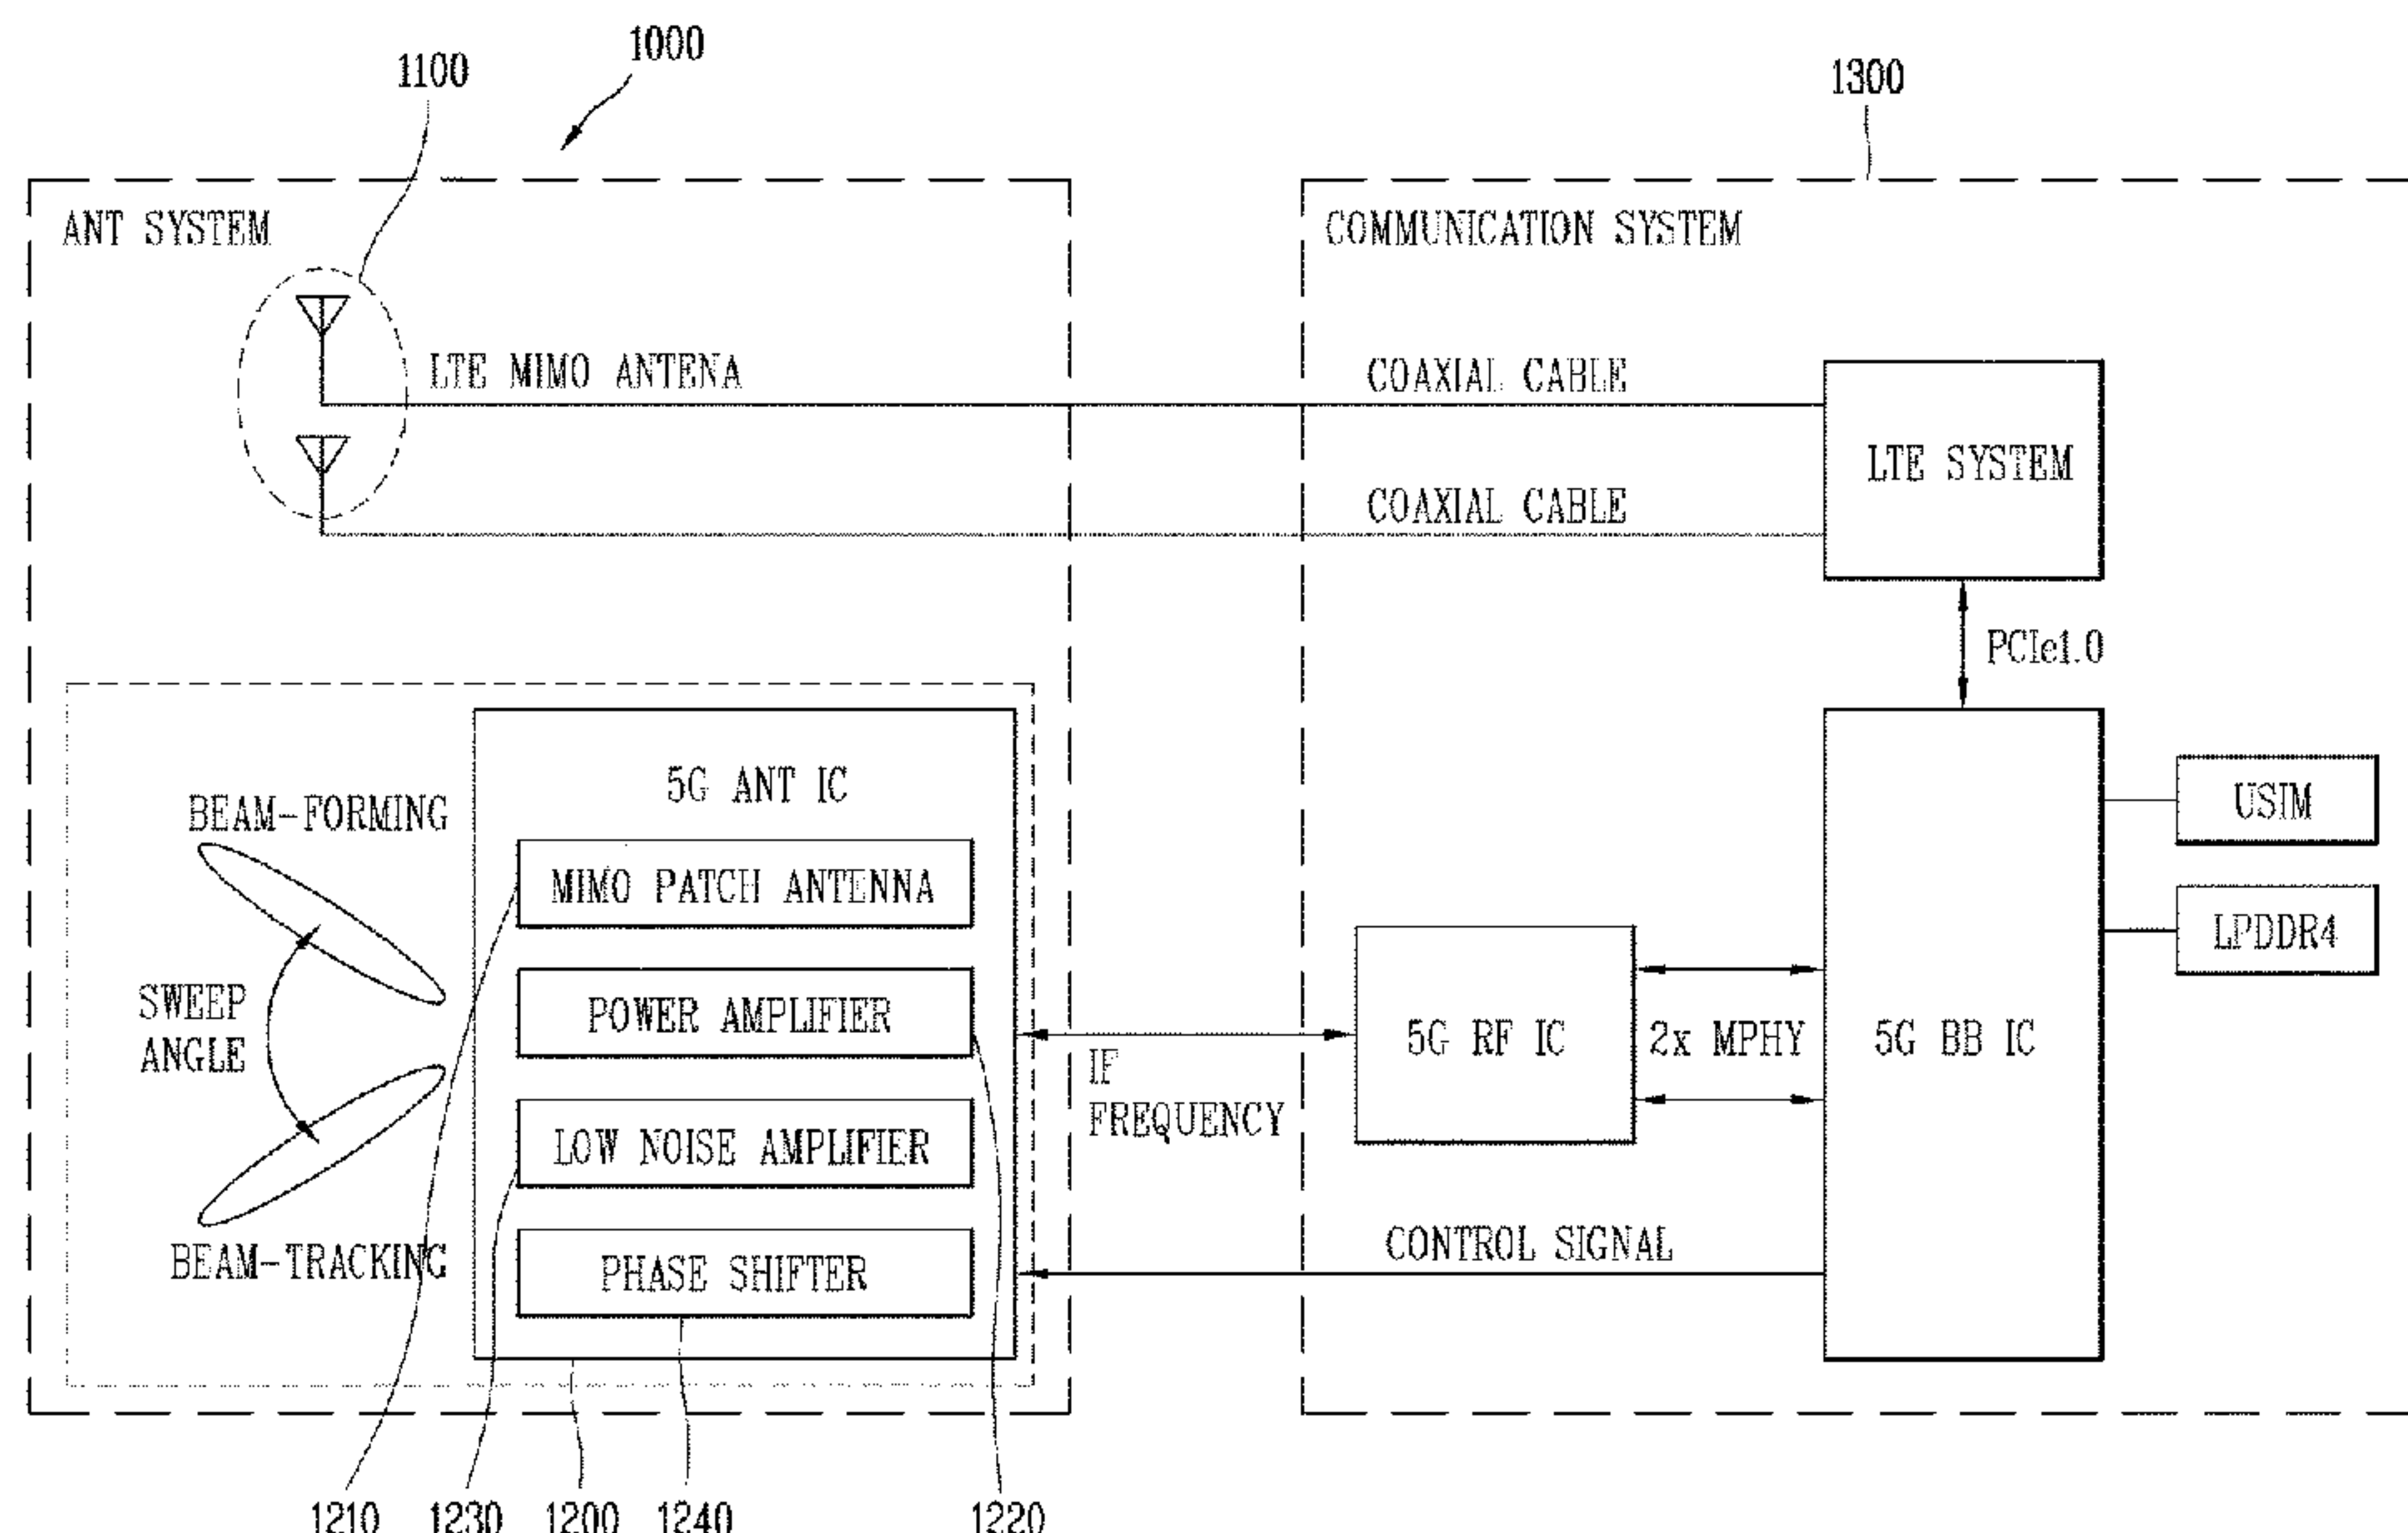 1000
1100
1300
ANT SYSTEM
COMMUNICATION SYSTEM
LTE MIMO ANTENA
COAXIAL CABLE
COAXIAL CABLE
LTE SYSTEM
PCIe1.0
5G ANT IC
BEAM-FORMING
MIMO PATCH ANTENNA
SWEEP
ANGLE
POWER AMPLIFIER
LOW NOISE AMPLIFIER
BEAM-TRACKING
PHASE SHIFTER
IF
FREQUENCY
5G RF IC
2x MPHY
5G BB IC
USIM
LPDDR4
CONTROL SIGNAL
1210
1230
1200
1240
1220